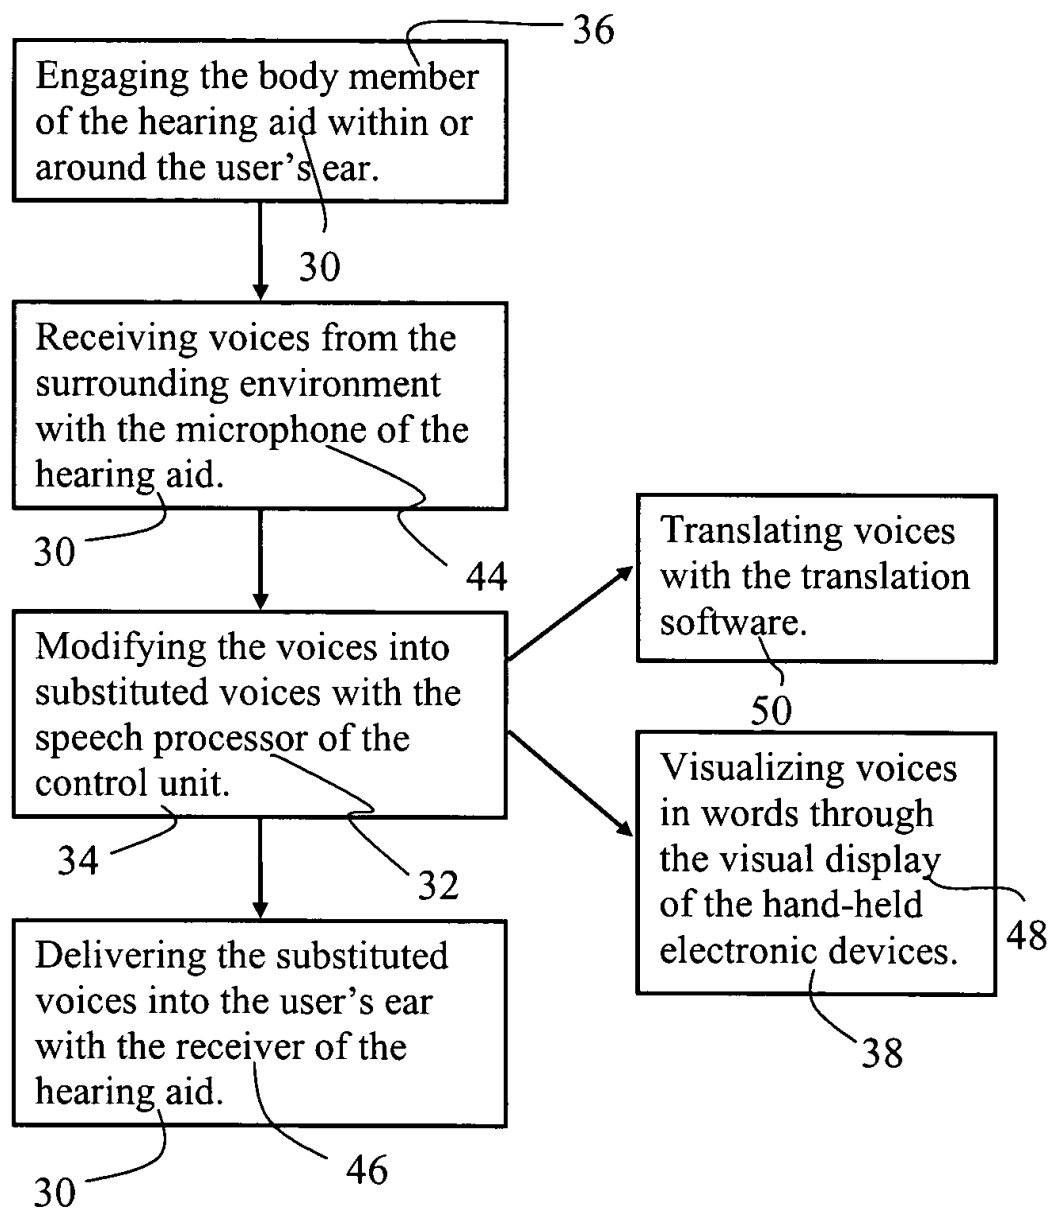 36
Engaging the body member
of the hearing aid within or
around the user's ear.
30
Receiving voices from the
surrounding environment
with the microphone of the
hearing aid.
30
44
Modifying the voices into
substituted voices with the
speech processor of the
control unit.
34
32
Translating voices
with the translation
software.
50
Visualizing voices
in words through
the visual display
of the hand-held
electronic devices.
48
38
Delivering the substituted
voices into the user's ear
with the receiver of the
hearing aid.
30
46